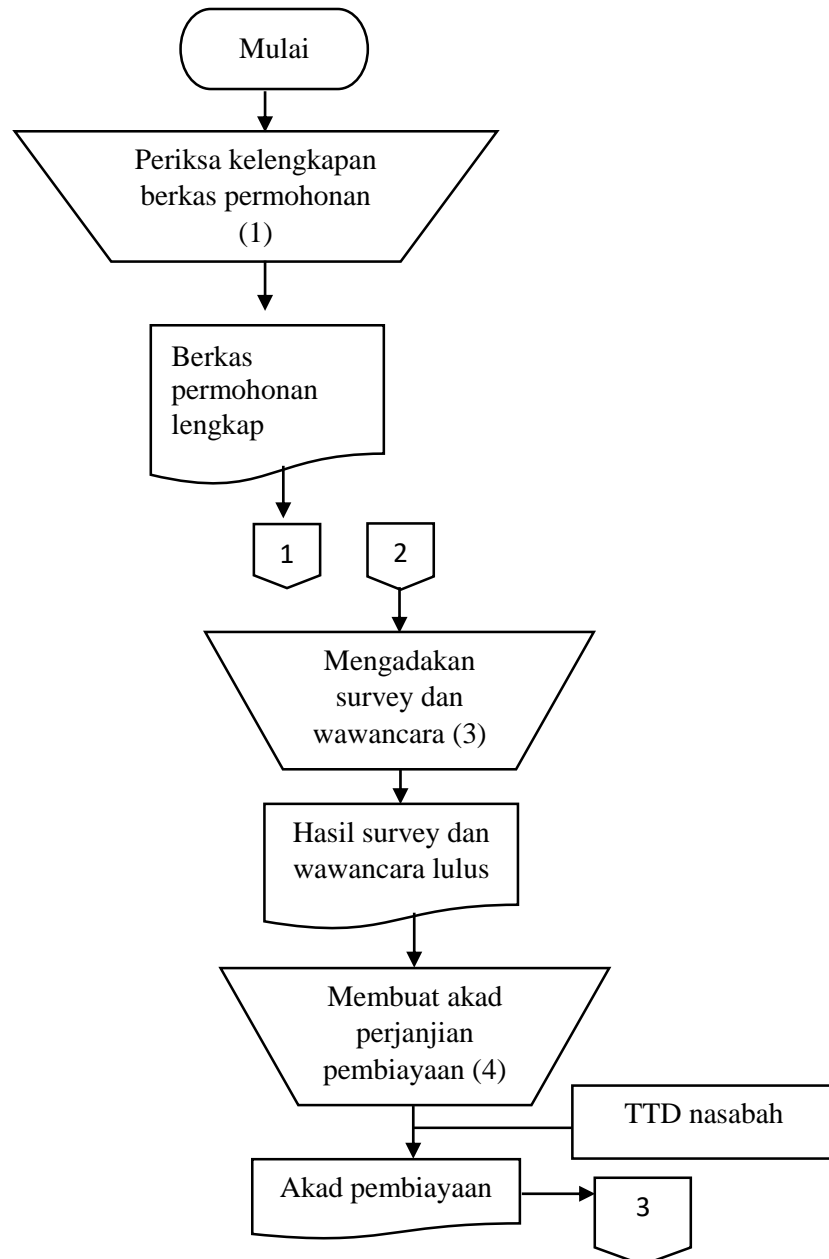 Mulai
Periksa kelengkapan
berkas permohonan
(1)
Berkas
permohonan
lengkap
1
2
Mengadakan
survey dan
wawancara (3)
Hasil survey dan
wawancara lulus
Membuat akad
perjanjian
pembiayaan (4)
TTD nasabah
Akad pembiayaan
3